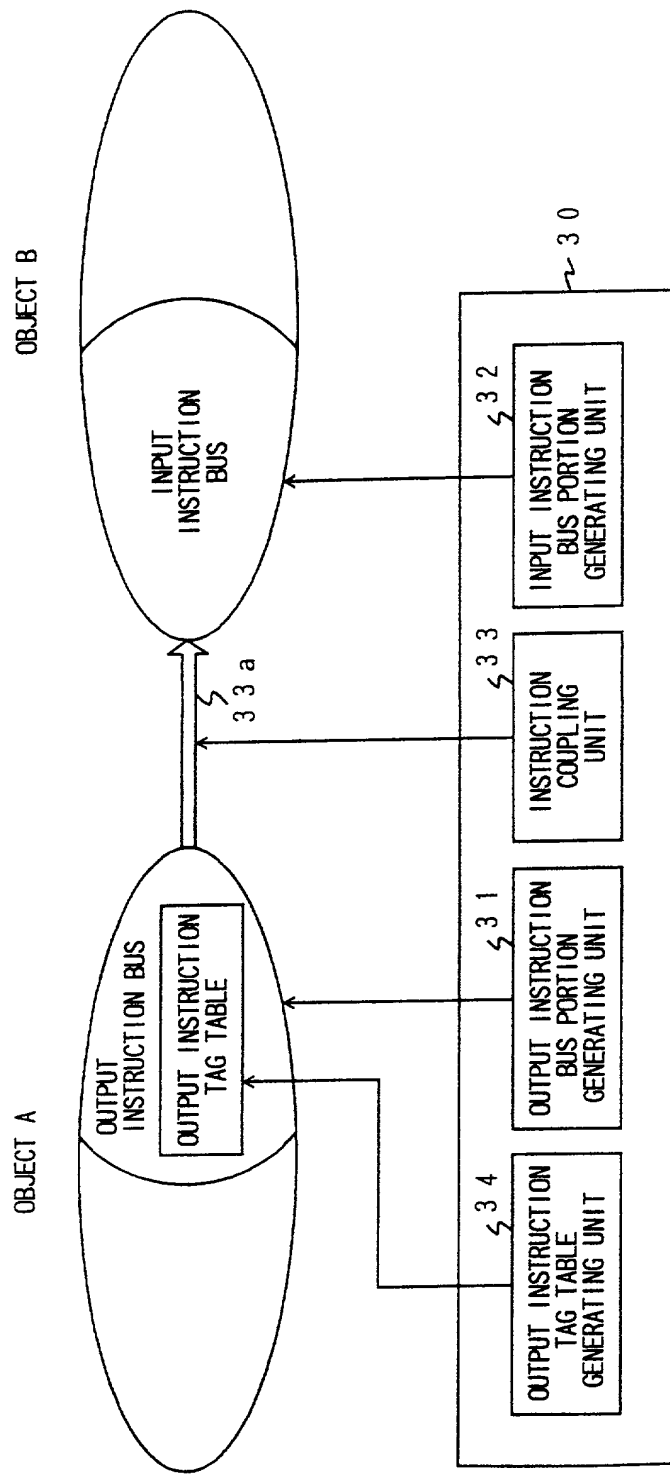 OBJECT A
OBJECT B
OUTPUT
INSTRUCTION BUS
OUTPUT INSTRUCTION
TAG TABLE
33a
INPUT
INSTRUCTION
BUS
34
OUTPUT INSTRUCTION
TAG TABLE
GENERATING UNIT
31
OUTPUT INSTRUCTION
BUS PORTION
GENERATING UNIT
33
INSTRUCTION
COUPLING
UNIT
32
INPUT INSTRUCTION
BUS PORTION
GENERATING UNIT
30